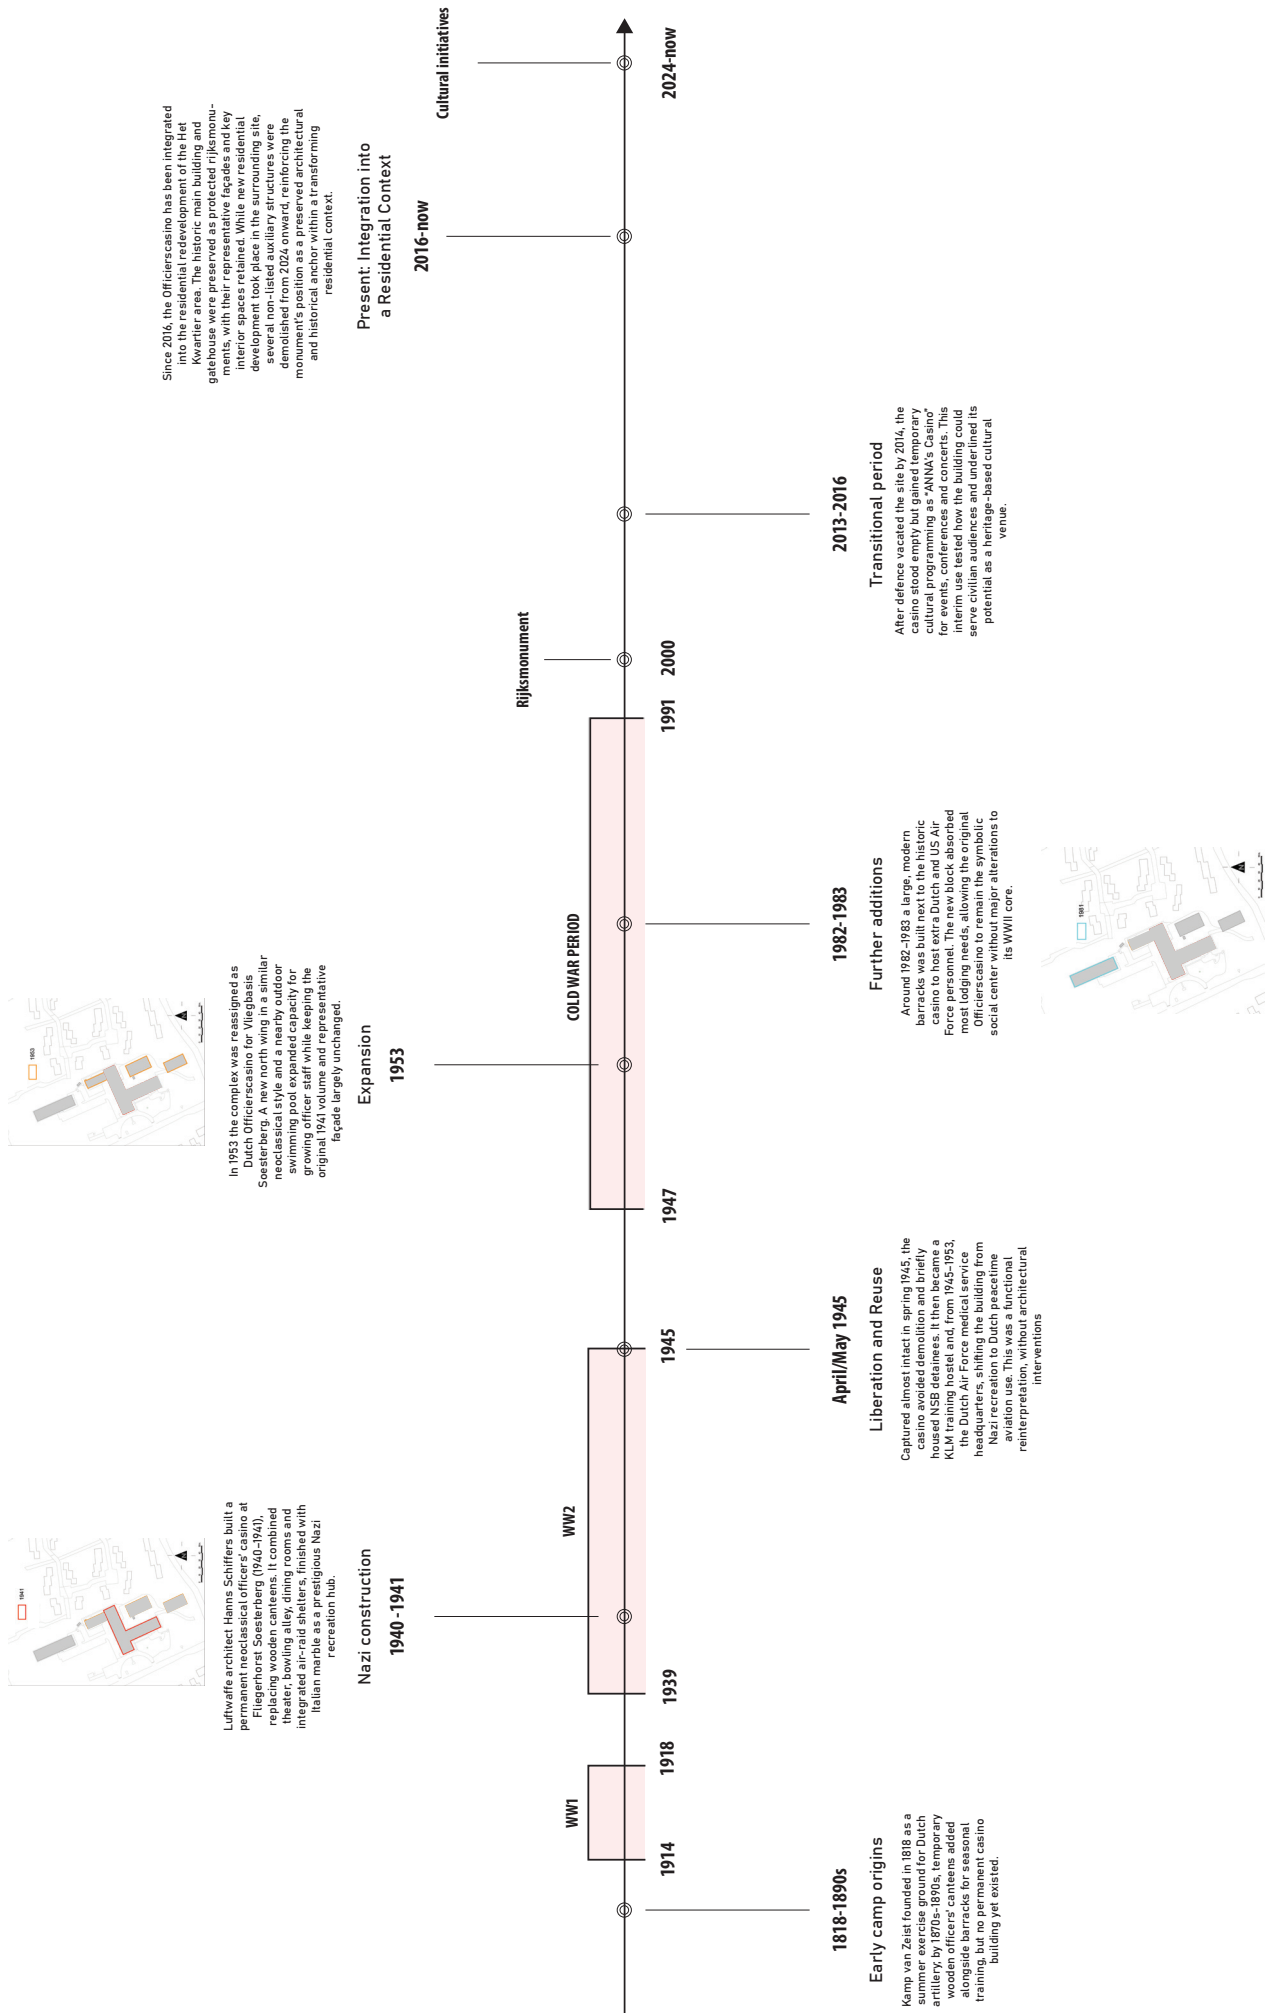 1818-1890s
Early camp origins
Kamp van Zeist founded in 1818 as a
summer exercise ground for Dutch
artillery; by 1870s-1890s, temporary
wooden officers' canteens added
alongside barracks for seasonal
training, but no permanent casino
building yet existed.
WW1
1914
1918
1941
Luftwaffe architect Hanns Schiffers built a
permanent neoclassical officers' casino at
Fliegerhorst Soesterberg (1940-1941),
replacing wooden canteens. It combined
theater, bowling alley, dining rooms and
integrated air-raid shelters, finished with
Italian marble as a prestigious Nazi
recreation hub.
Nazi construction
1940 -1941
WW2
1939
1945
April/May 1945
Liberation and Reuse
Captured almost intact in spring 1945, the
casino avoided demolition and briefly
housed NSB detainees. It then became a
KLM training hostel and, from 1945-1953,
the Dutch Air Force medical service
headquarters, shifting the building from
Nazi recreation to Dutch peacetime
aviation use. This was a functional
reinterpretation, without architectural
interventions
1953
In 1953 the complex was reassigned as
Dutch Officierscasino for Vliegbasis
Soesterberg. A new north wing in a similar
neoclassical style and a nearby outdoor
swimming pool expanded capacity for
growing officer staff while keeping the
original 1941 volume and representative
façade largely unchanged.
Expansion
1953
COLD WAR PERIOD
1947
1991
1982-1983
Further additions
Around 1982-1983 a large, modern
barracks was built next to the historic
casino to host extra Dutch and US Air
Force personnel. The new block absorbed
most lodging needs, allowing the original
Officierscasino to remain the symbolic
social center without major alterations to
its WWII core.
1981
Rijksmonument
2000
2013-2016
Transitional period
After defence vacated the site by 2014, the
casino stood empty but gained temporary
cultural programming as "ANNA's Casino"
for events, conferences and concerts. This
interim use tested how the building could
serve civilian audiences and underlined its
potential as a heritage-based cultural
venue.
Since 2016, the Officierscasino has been integrated
into the residential redevelopment of the Het
Kwartier area. The historic main building and
gatehouse were preserved as protected rijksmonu-
ments, with their representative façades and key
interior spaces retained. While new residential
development took place in the surrounding site,
several non-listed auxiliary structures were
demolished from 2024 onward, reinforcing the
monument's position as a preserved architectural
and historical anchor within a transforming
residential context.
Present: Integration into
a Residential Context
2016-now
Cultural initiatives
2024-now